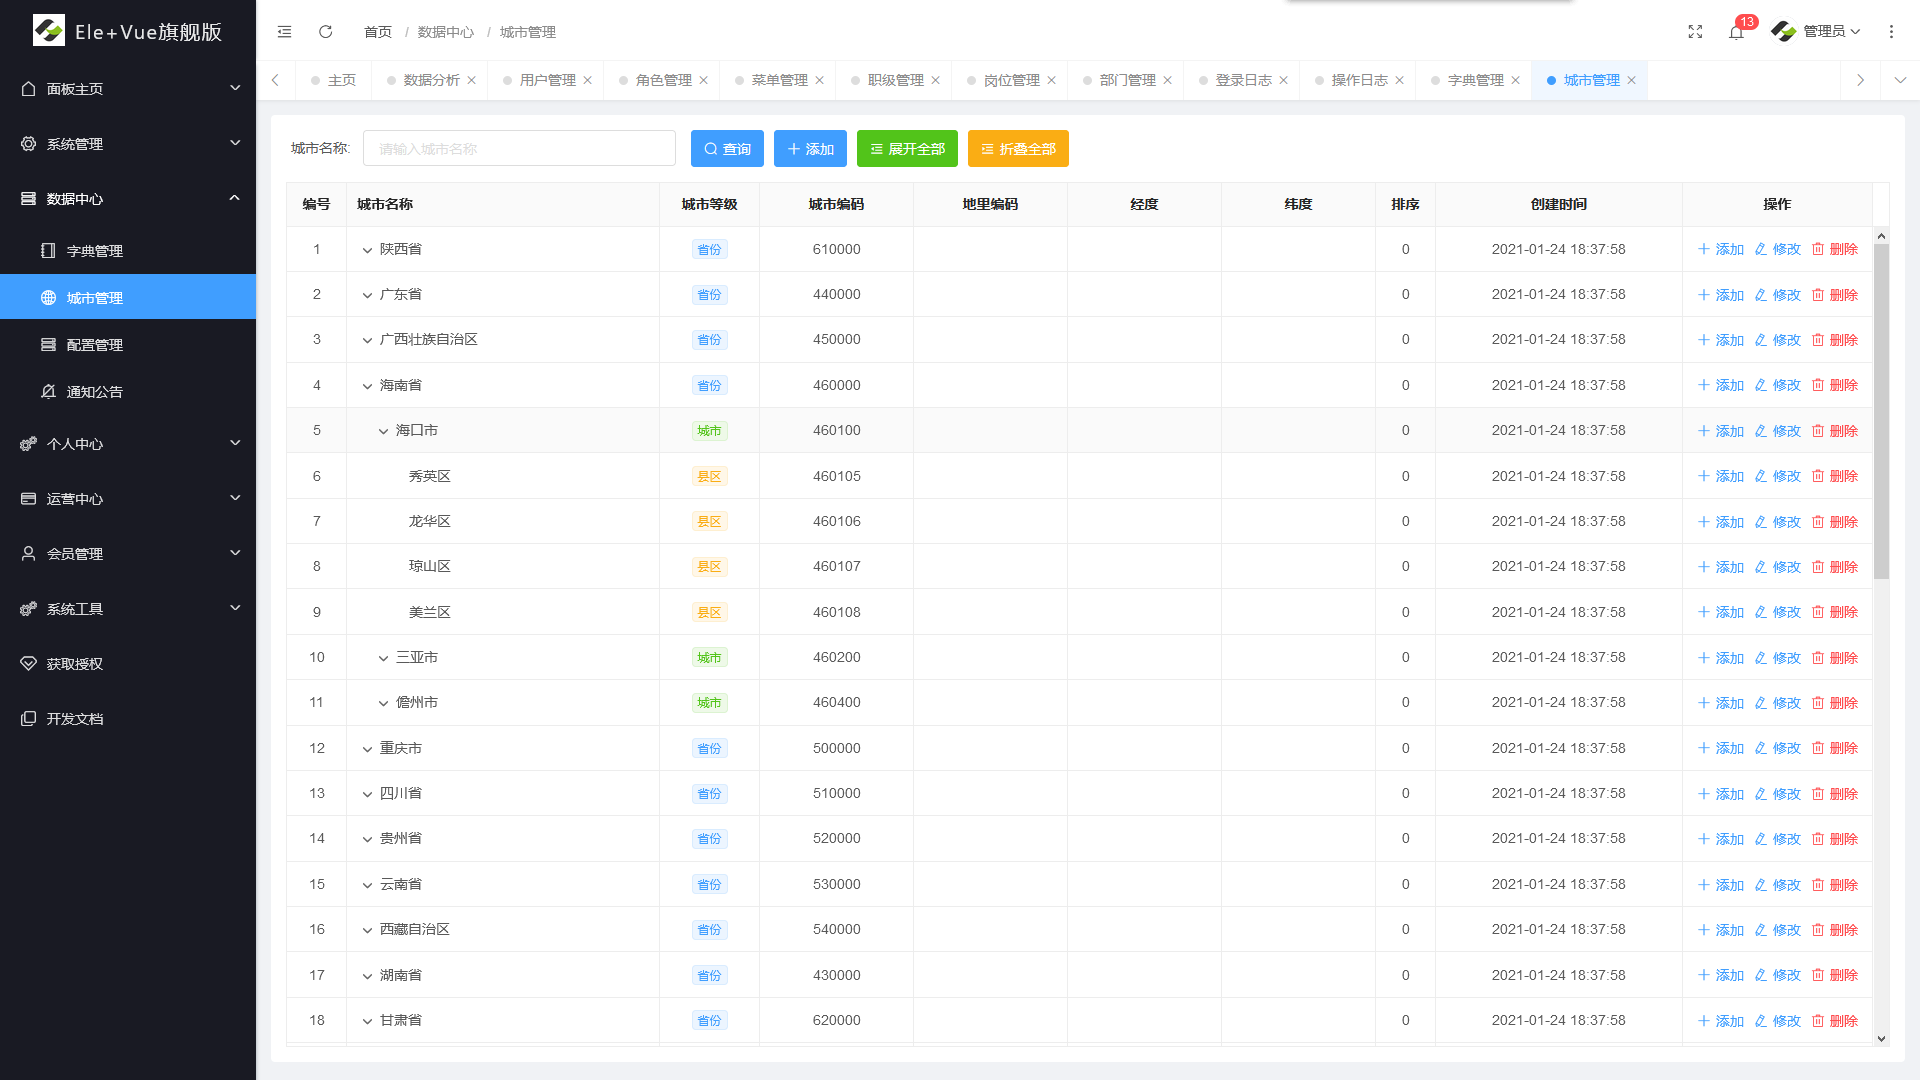 Ele+Vue旗舰版
首页 / 数据中心 / 城市管理
13
管理员
面板主页
系统管理
数据中心
字典管理
城市管理
配置管理
通知公告
个人中心
运营中心
会员管理
系统工具
获取授权
开发文档
主页 数据分析 用户管理 角色管理 菜单管理 职级管理 岗位管理 部门管理 登录日志 操作日志 字典管理 城市管理
城市名称: 请输入城市名称 查询 添加 展开全部 折叠全部
编号 城市名称 城市等级 城市编码 地里编码 经度 纬度 排序 创建时间 操作
1 陕西省 省份 610000 0 2021-01-24 18:37:58 添加 修改 删除
2 广东省 省份 440000 0 2021-01-24 18:37:58 添加 修改 删除
3 广西壮族自治区 省份 450000 0 2021-01-24 18:37:58 添加 修改 删除
4 海南省 省份 460000 0 2021-01-24 18:37:58 添加 修改 删除
5 海口市 城市 460100 0 2021-01-24 18:37:58 添加 修改 删除
6 秀英区 县区 460105 0 2021-01-24 18:37:58 添加 修改 删除
7 龙华区 县区 460106 0 2021-01-24 18:37:58 添加 修改 删除
8 琼山区 县区 460107 0 2021-01-24 18:37:58 添加 修改 删除
9 美兰区 县区 460108 0 2021-01-24 18:37:58 添加 修改 删除
10 三亚市 城市 460200 0 2021-01-24 18:37:58 添加 修改 删除
11 儋州市 城市 460400 0 2021-01-24 18:37:58 添加 修改 删除
12 重庆市 省份 500000 0 2021-01-24 18:37:58 添加 修改 删除
13 四川省 省份 510000 0 2021-01-24 18:37:58 添加 修改 删除
14 贵州省 省份 520000 0 2021-01-24 18:37:58 添加 修改 删除
15 云南省 省份 530000 0 2021-01-24 18:37:58 添加 修改 删除
16 西藏自治区 省份 540000 0 2021-01-24 18:37:58 添加 修改 删除
17 湖南省 省份 430000 0 2021-01-24 18:37:58 添加 修改 删除
18 甘肃省 省份 620000 0 2021-01-24 18:37:58 添加 修改 删除